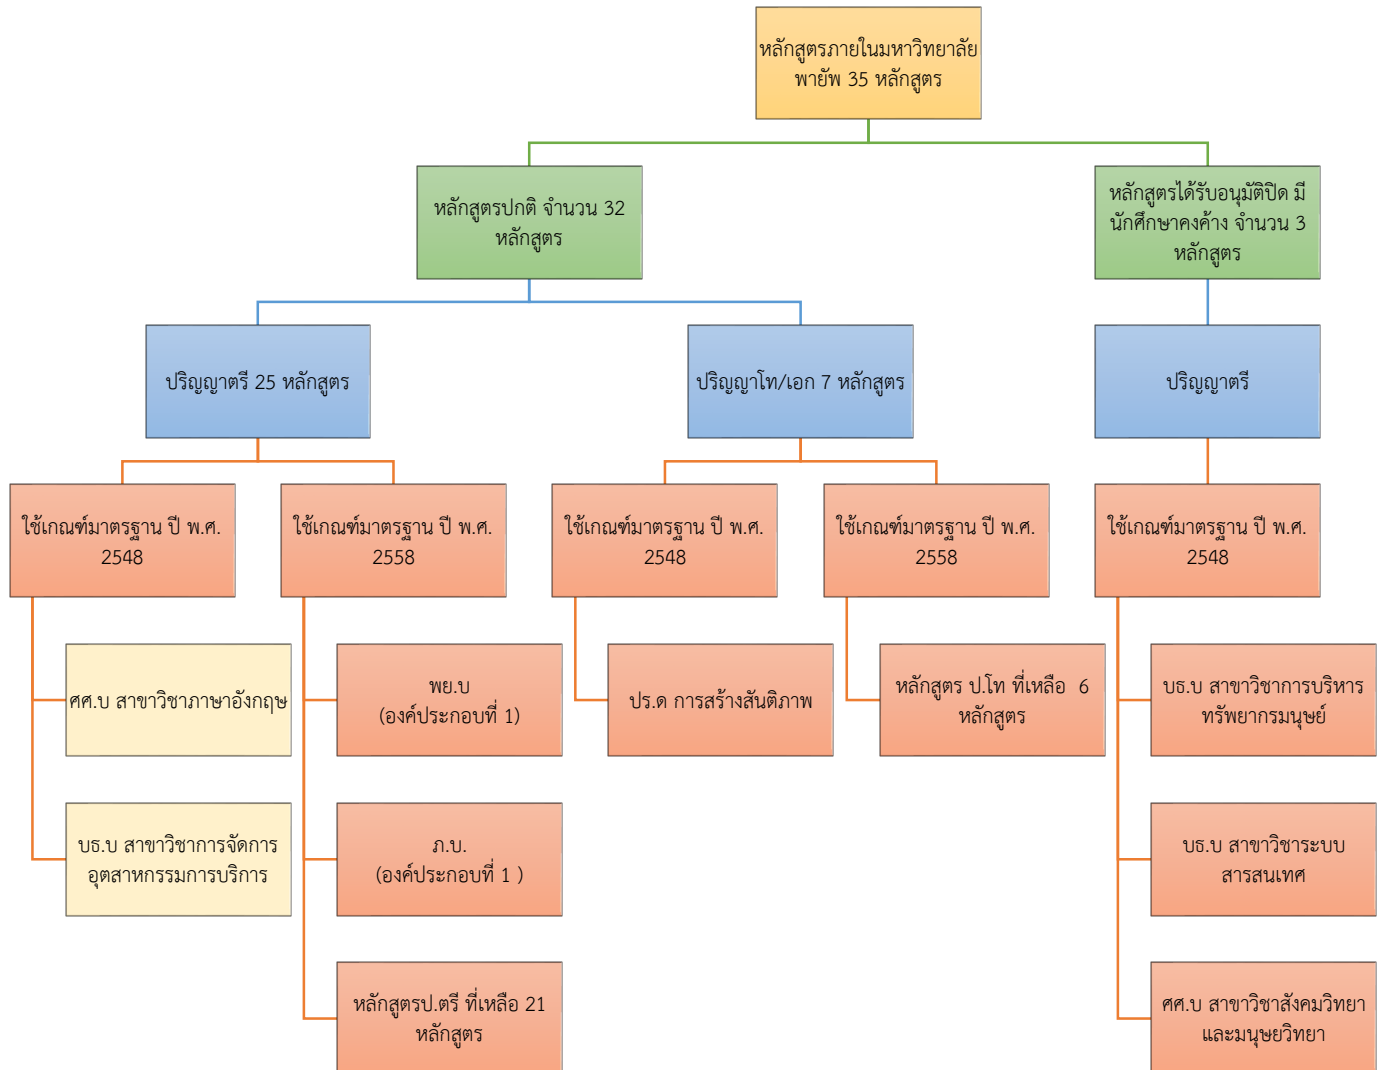 หลักสูตรภายในมหาวิทยาลัย
พายัพ 35 หลักสูตร
หลักสูตรปกติ จำนวน 32
หลักสูตร
หลักสูตรได้รับอนุมัติปิด มี
นักศึกษาคงค้าง จำนวน 3
หลักสูตร
ปริญญาตรี 25 หลักสูตร
ปริญญาโท/เอก 7 หลักสูตร
ปริญญาตรี
ใช้เกณฑ์มาตรฐาน ปี พ.ศ.
2548
ใช้เกณฑ์มาตรฐาน ปี พ.ศ.
2558
ใช้เกณฑ์มาตรฐาน ปี พ.ศ.
2548
ใช้เกณฑ์มาตรฐาน ปี พ.ศ.
2558
ใช้เกณฑ์มาตรฐาน ปี พ.ศ.
2548
ศศ.บ สาขาวิชาภาษาอังกฤษ
พย.บ
(องค์ประกอบที่ 1)
ปร.ด การสร้างสันติภาพ
หลักสูตร ป.โท ที่เหลือ 6
หลักสูตร
บธ.บ สาขาวิชาการบริหาร
ทรัพยากรมนุษย์
บธ.บ สาขาวิชาการจัดการ
อุตสาหกรรมการบริการ
ภ.บ.
(องค์ประกอบที่ 1 )
บธ.บ สาขาวิชาระบบ
สารสนเทศ
หลักสูตรป.ตรี ที่เหลือ 21
หลักสูตร
ศศ.บ สาขาวิชาสังคมวิทยา
และมนุษยวิทยา